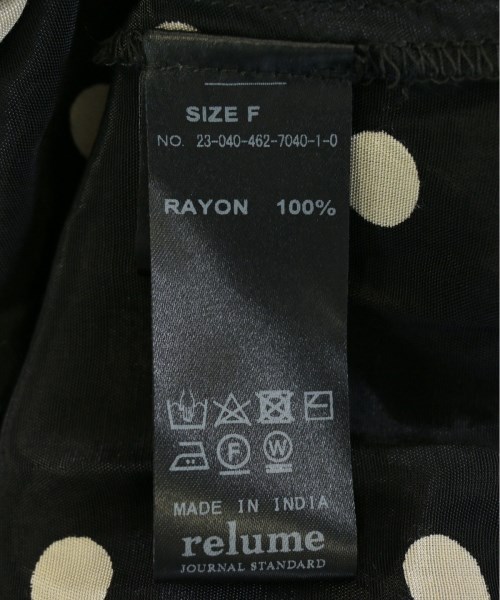 SIZE F
NO. 23-040-462-7040-1-0
RAYON 100%
F W
MADE IN INDIA
relume
JOURNAL STANDARD